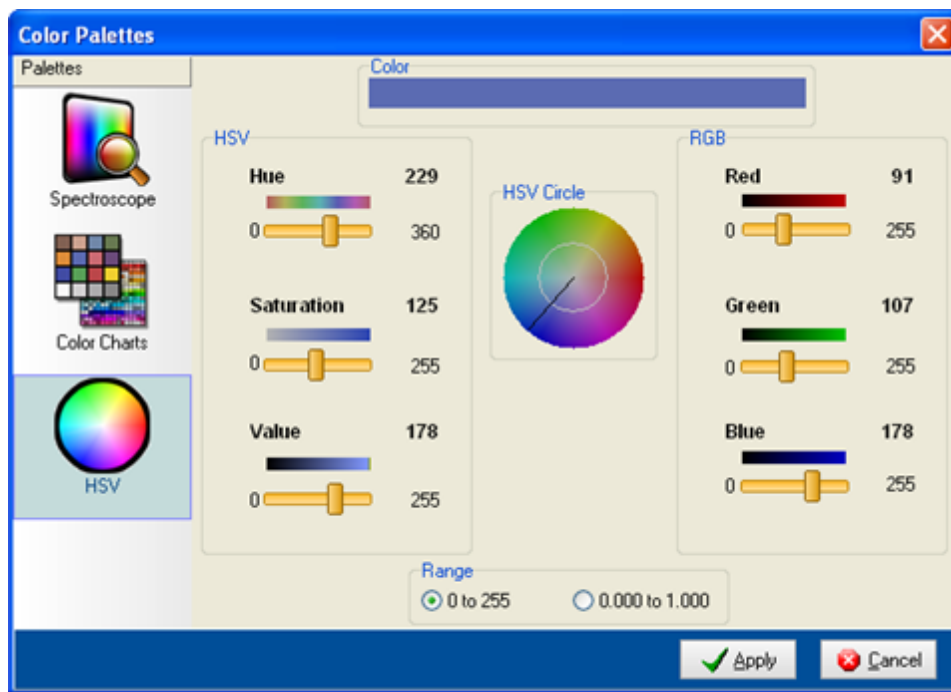 Color Palettes
Palettes
Spectroscope
Color Charts
HSV
Color
HSV
Hue 229
0 360
Saturation 125
0 255
Value 178
0 255
HSV Circle
RGB
Red 91
0 255
Green 107
0 255
Blue 178
0 255
Range
0 to 255 0.000 to 1.000
Apply Cancel